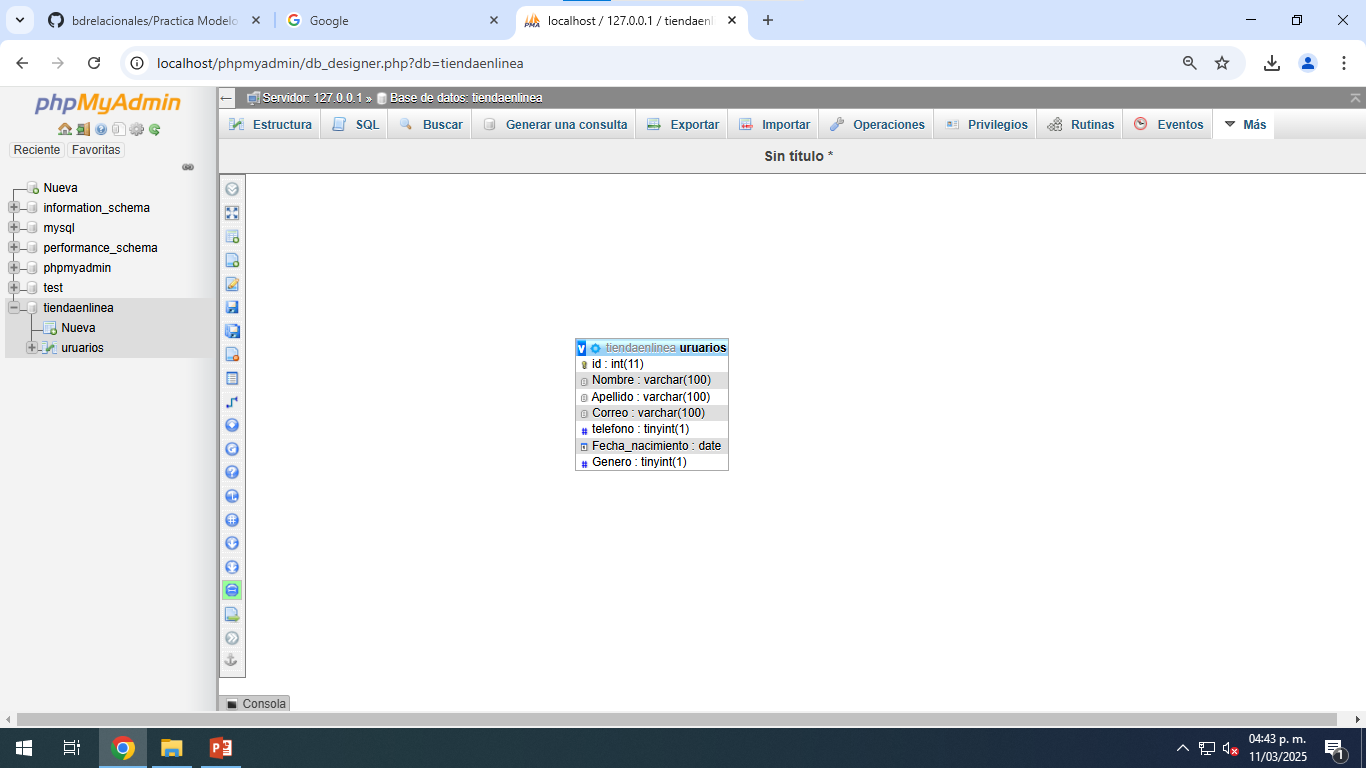 bdrelacionales/Practica Modelo
Google
localhost / 127.0.0.1 / tiendaenl
localhost/phpmyadmin/db_designer.php?db=tiendaenlinea
phpMyAdmin
Reciente
Favoritas
Nueva
information_schema
mysql
performance_schema
phpmyadmin
test
tiendaenlinea
Nueva
uruarios
Servidor: 127.0.0.1 » Base de datos: tiendaenlinea
Estructura
SQL
Buscar
Generar una consulta
Exportar
Importar
Operaciones
Privilegios
Rutinas
Eventos
Más
Sin título *
v tiendaenlinea uruarios
id : int(11)
Nombre : varchar(100)
Apellido : varchar(100)
Correo : varchar(100)
telefono : tinyint(1)
Fecha_nacimiento : date
Genero : tinyint(1)
Consola
04:43 p. m.
11/03/2025
1